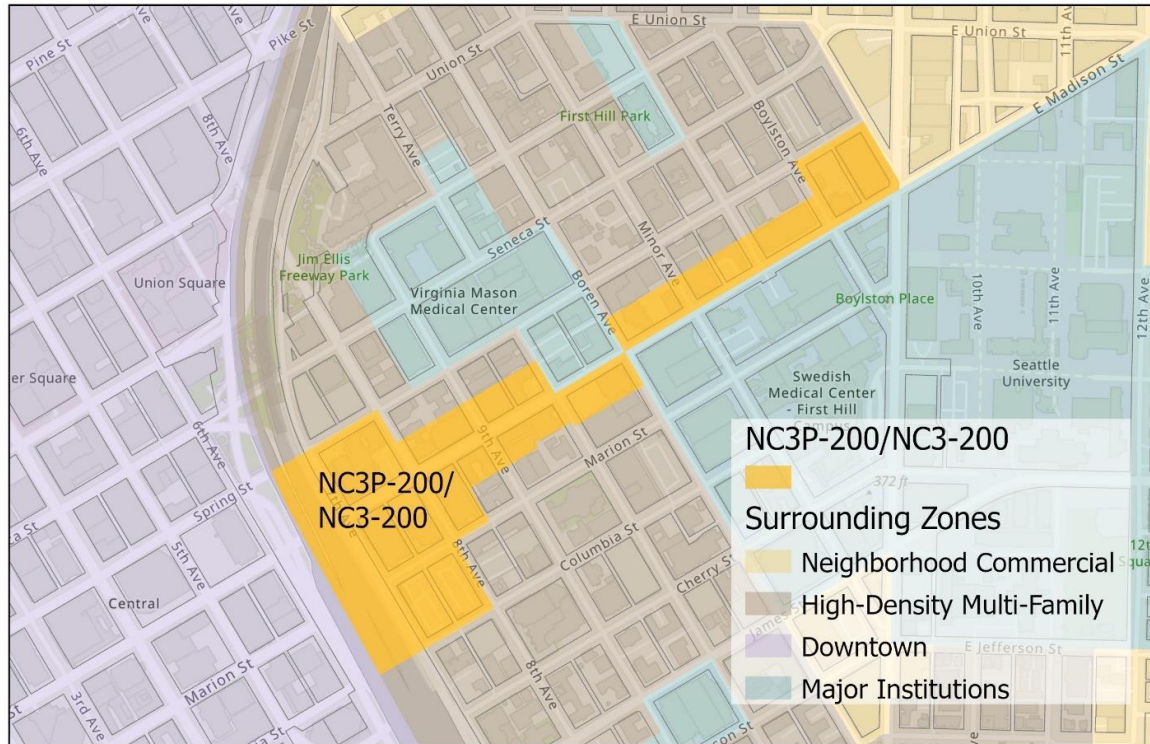 E Union St
Pike St
Pine St
Union St
E Union St
11th Ave
E Madison St
8th Ave
6th Ave
Terry Ave
First Hill Park
Boylston Ave
Seneca St
Minor Ave
Jim Ellis
Freeway Park
Union Square
Virginia Mason
Medical Center
Boren Ave
Boylston Place
10th Ave
11th Ave
12th Ave
Seattle
University
Swedish
Medical Center
- First Hill
6th Ave
Spring St
5th Ave
9th Ave
Marion St
NC3P-200/
NC3-200
8th Ave
Columbia St
Cherry St
372 ft
Central
Marion St
3rd Ave
8th Ave
E Jefferson St
NC3P-200/NC3-200
Surrounding Zones
Neighborhood Commercial
High-Density Multi-Family
Downtown
Major Institutions